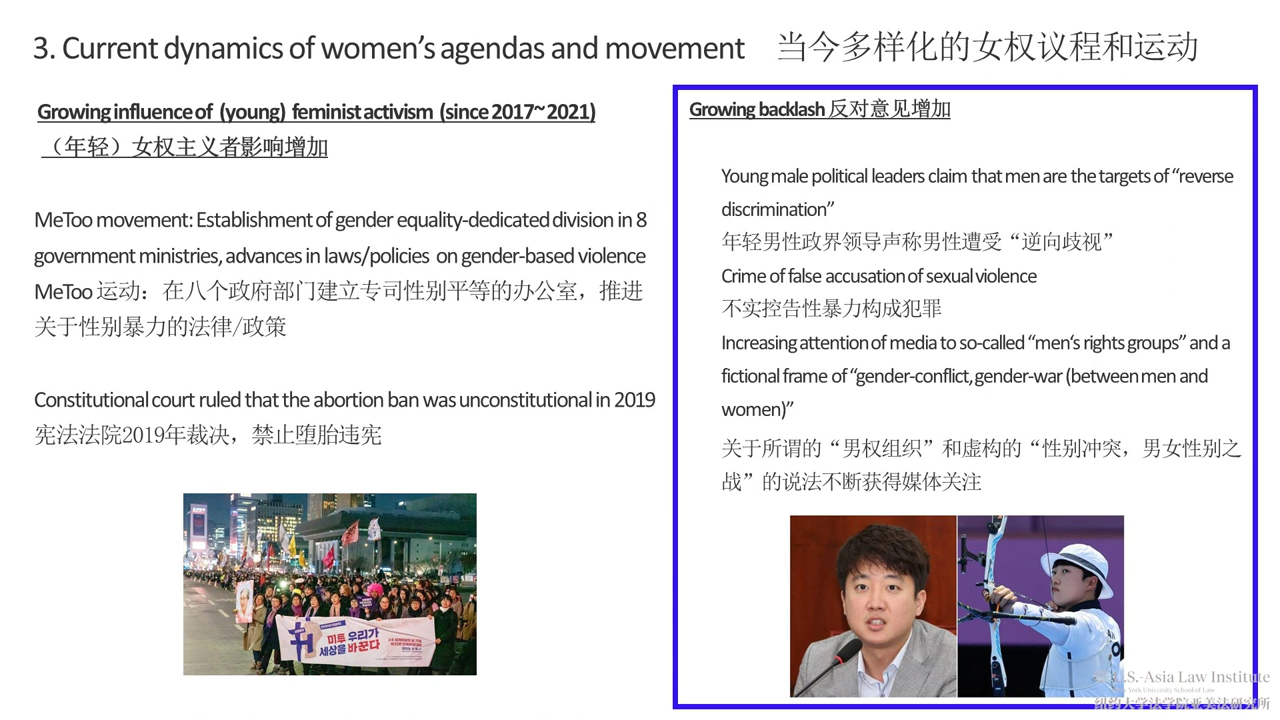 3. Current dynamics of women’s agendas and movement 当今多样化的女权议程和运动
Growing influence of (young) feminist activism (since 2017~2021)
（年轻）女权主义者影响增加
MeToo movement: Establishment of gender equality-dedicated division in 8
government ministries, advances in laws/policies on gender-based violence
MeToo 运动：在八个政府部门建立专司性别平等的办公室，推进
关于性别暴力的法律/政策
Constitutional court ruled that the abortion ban was unconstitutional in 2019
宪法法院2019年裁决，禁止堕胎违宪
미투 우리가
세상을 바꾼다
Growing backlash 反对意见增加
Young male political leaders claim that men are the targets of “reverse
discrimination”
年轻男性政界领导声称男性遭受“逆向歧视”
Crime of false accusation of sexual violence
不实控告性暴力构成犯罪
Increasing attention of media to so-called “men‘s rights groups” and a
fictional frame of “gender-conflict, gender-war (between men and
women)”
关于所谓的“男权组织”和虚构的“性别冲突，男女性别之
战”的说法不断获得媒体关注
U.S.-Asia Law Institute
New York University School of Law
纽约大学法学院亚美法研究所